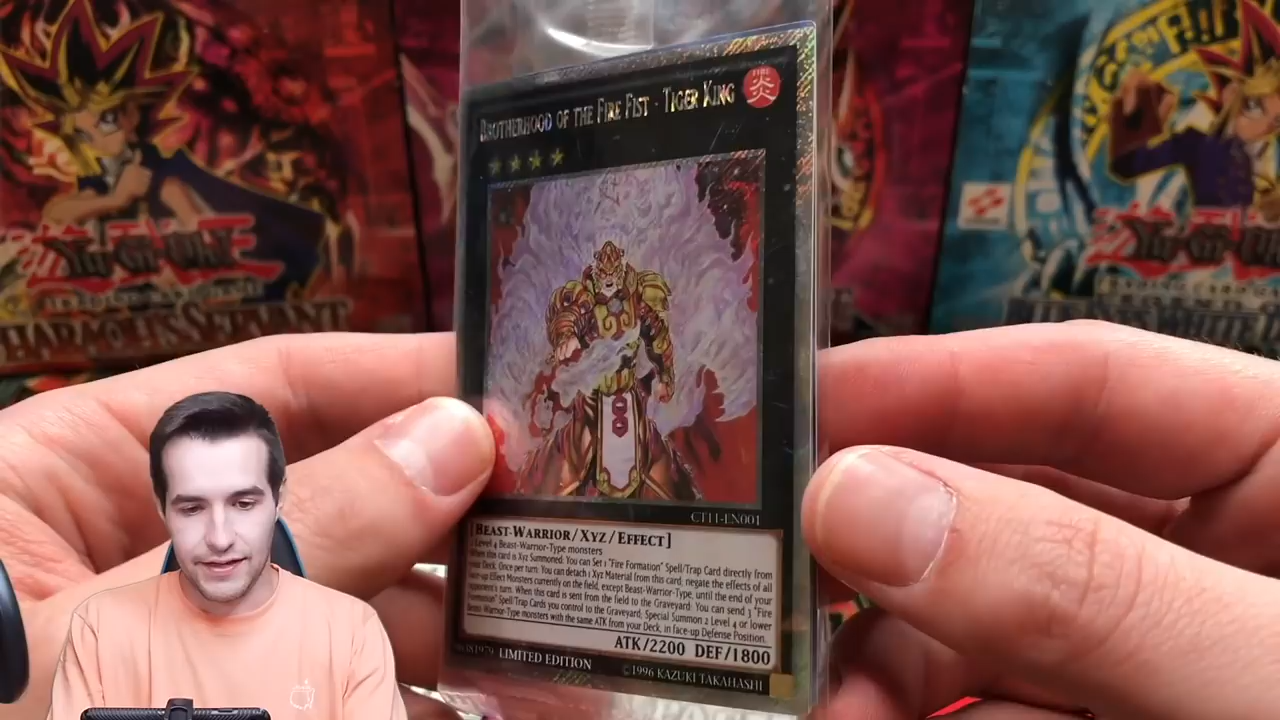 BROTHERHOOD OF THE FIRE FIST - TIGER KING
FIRE
炎
CT11-EN001
[BEAST-WARRIOR/XYZ/EFFECT]
Level 4 Beast-Warrior-Type monsters
When this card is Xyz Summoned: You can Set 1 "Fire Formation" Spell/Trap Card directly from
your Deck. Once per turn: You can detach 1 Xyz Material from this card; negate the effects of all
face-up Effect Monsters currently on the field, except Beast-Warrior-Type, until the end of your
opponent's turn. When this card is sent from the field to the Graveyard: You can send 3 "Fire
Formation" Spell/Trap Cards you control to the Graveyard; Special Summon 2 Level 4 or lower
Beast-Warrior-Type monsters with the same ATK from your Deck, in face-up Defense Position.
ATK/2200 DEF/1800
LIMITED EDITION
©1996 KAZUKI TAKAHASHI
Yu-Gi-Oh!
PHARAOH'S SERVANT
Yu-Gi-Oh!
KONAMI